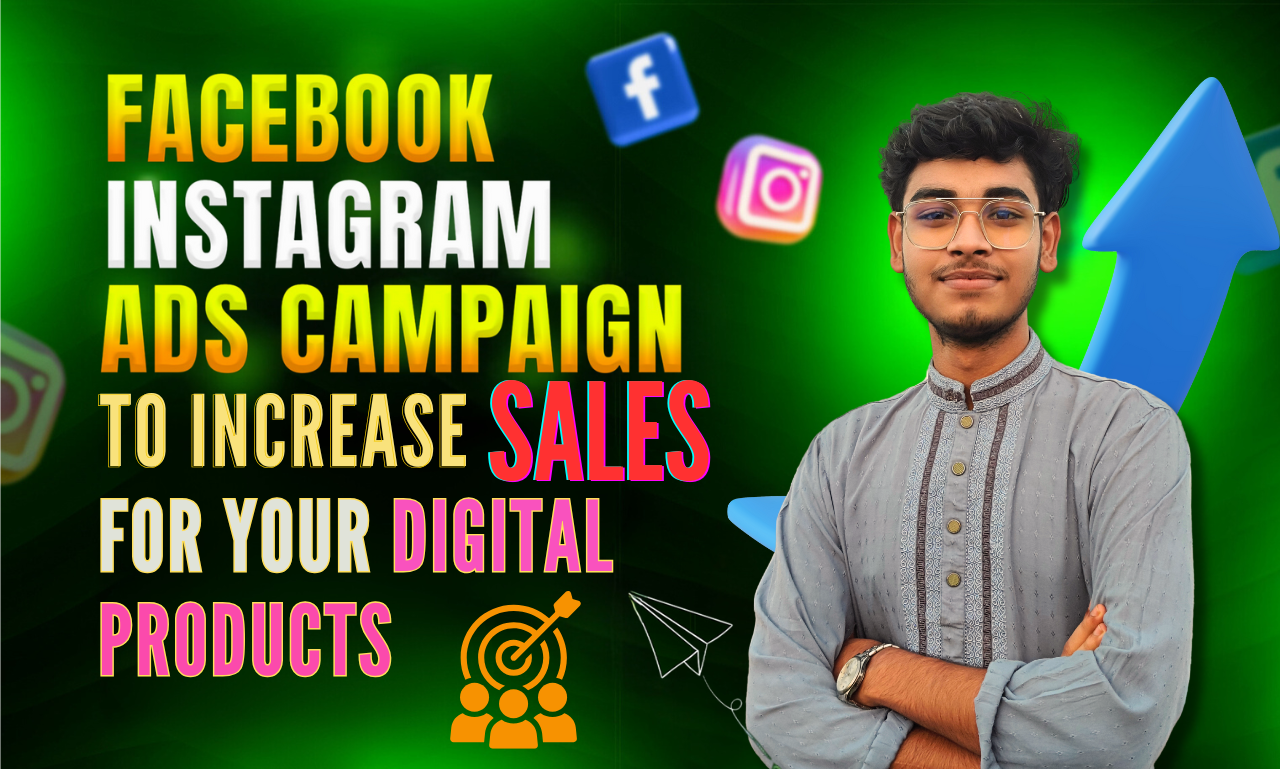 FACEBOOK
INSTAGRAM
ADS CAMPAIGN
TO INCREASE SALES
FOR YOUR DIGITAL
PRODUCTS